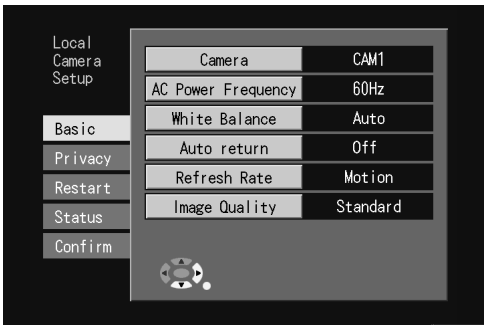 Local
Camera
Setup
Basic
Privacy
Restart
Status
Confirm
Camera CAM1
AC Power Frequency 60Hz
White Balance Auto
Auto return Off
Refresh Rate Motion
Image Quality Standard